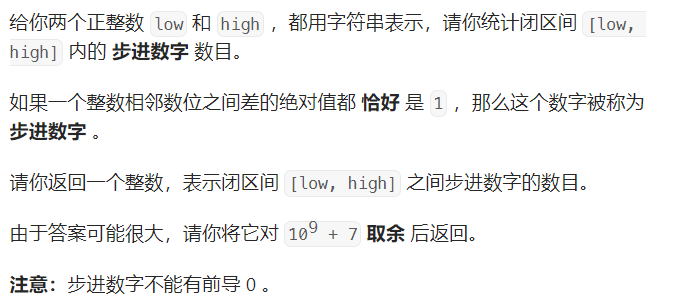 给你两个正整数 low 和 high ，都用字符串表示，请你统计闭区间 [low,
high] 内的 步进数字 数目。
如果一个整数相邻数位之间差的绝对值都 恰好 是 1 ，那么这个数字被称为
步进数字 。
请你返回一个整数，表示闭区间 [low, high] 之间步进数字的数目。
由于答案可能很大，请你将它对 10⁹ + 7 取余 后返回。
注意：步进数字不能有前导 0 。